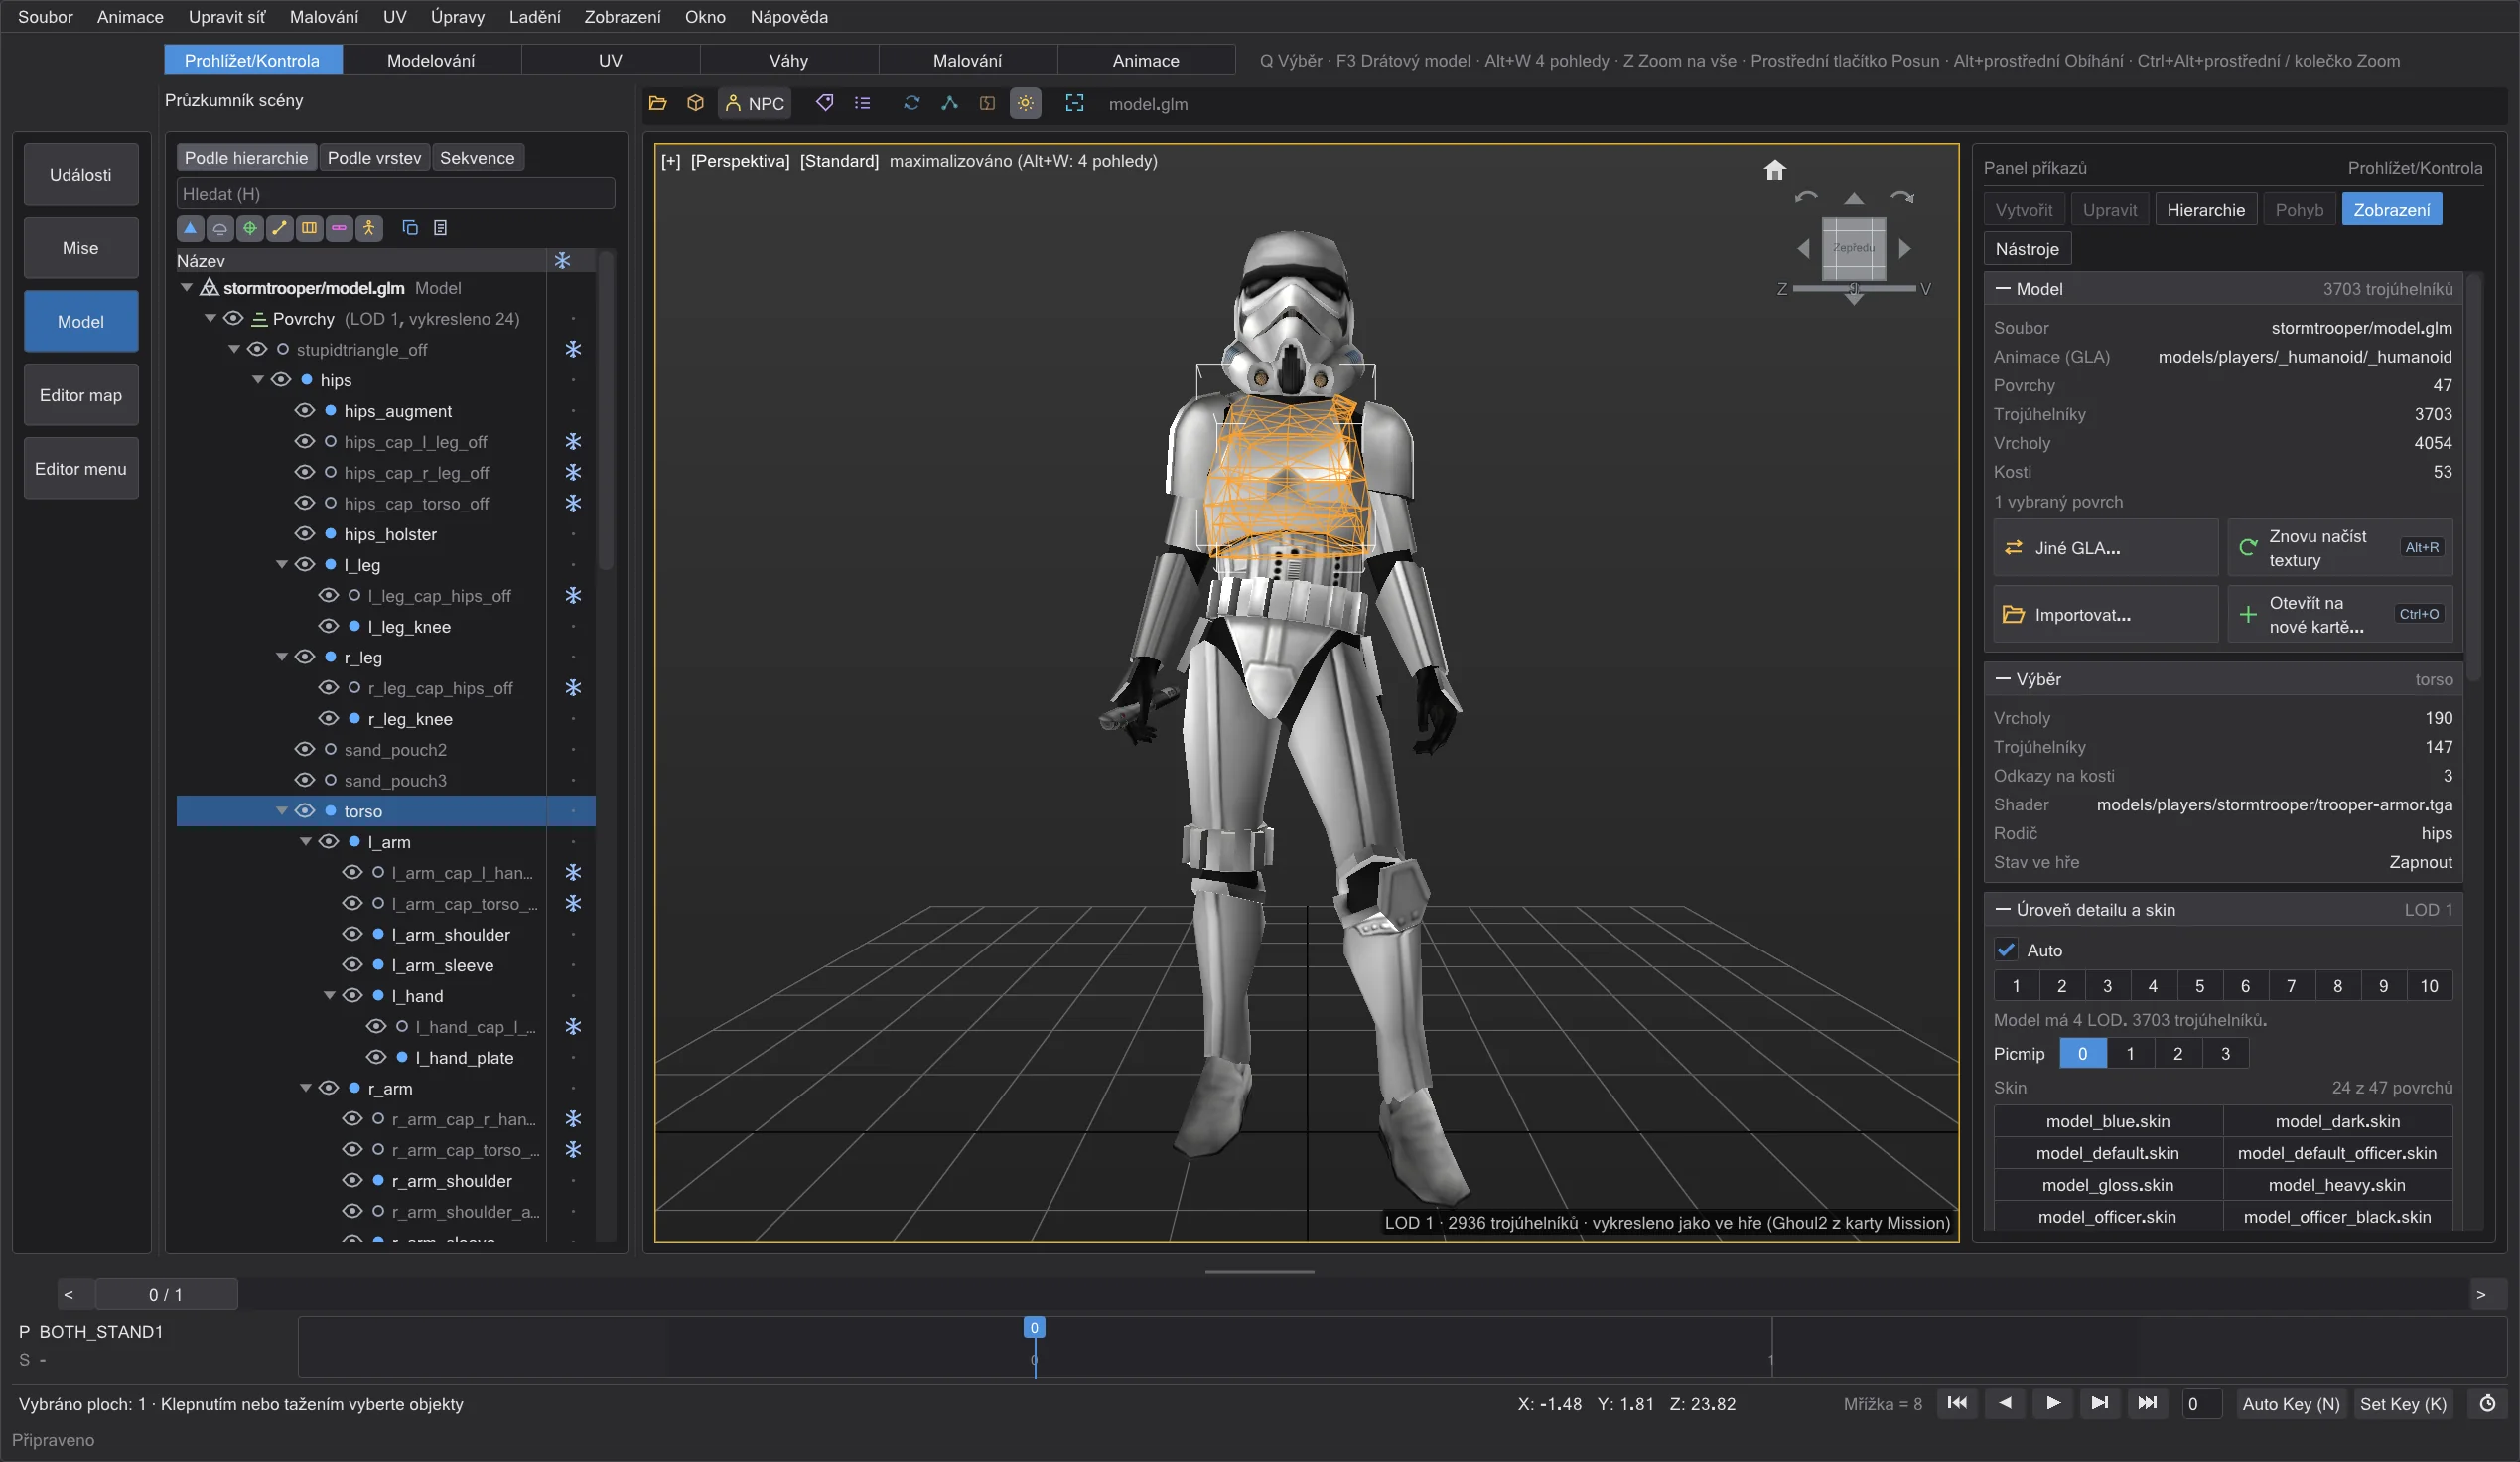 Soubor Animace Upravit síť Malování UV Úpravy Ladění Zobrazení Okno Nápověda
Prohlížet/Kontrola Modelování UV Váhy Malování Animace Q Výběr · F3 Drátový model · Alt+W 4 pohledy · Z Zoom na vše · Prostřední tlačítko Posun · Alt+prostřední Obíhání · Ctrl+Alt+prostřední / kolečko Zoom
Průzkumník scény
NPC model.glm
Události
Mise
Model
Editor map
Editor menu
Podle hierarchie Podle vrstev Sekvence
Hledat (H)
Název
stormtrooper/model.glm Model
Povrchy (LOD 1, vykresleno 24)
stupidtriangle_off
hips
hips_augment
hips_cap_l_leg_off
hips_cap_r_leg_off
hips_cap_torso_off
hips_holster
l_leg
l_leg_cap_hips_off
l_leg_knee
r_leg
r_leg_cap_hips_off
r_leg_knee
sand_pouch2
sand_pouch3
torso
l_arm
l_arm_cap_l_han...
l_arm_cap_torso_...
l_arm_shoulder
l_arm_sleeve
l_hand
l_hand_cap_l_...
l_hand_plate
r_arm
r_arm_cap_r_han...
r_arm_cap_torso_...
r_arm_shoulder
r_arm_shoulder_a...
[+] [Perspektiva] [Standard] maximalizováno (Alt+W: 4 pohledy)
Zepředu
Z V
LOD 1 · 2936 trojúhelníků · vykresleno jako ve hře (Ghoul2 z karty Mission)
Panel příkazů Prohlížet/Kontrola
Vytvořit Upravit Hierarchie Pohyb Zobrazení
Nástroje
Model 3703 trojúhelníků
Soubor stormtrooper/model.glm
Animace (GLA) models/players/_humanoid/_humanoid
Povrchy 47
Trojúhelníky 3703
Vrcholy 4054
Kosti 53
1 vybraný povrch
Jiné GLA...
Znovu načíst textury Alt+R
Importovat...
Otevřít na nové kartě... Ctrl+O
Výběr torso
Vrcholy 190
Trojúhelníky 147
Odkazy na kosti 3
Shader models/players/stormtrooper/trooper-armor.tga
Rodič hips
Stav ve hře Zapnout
Úroveň detailu a skin LOD 1
Auto
1 2 3 4 5 6 7 8 9 10
Model má 4 LOD. 3703 trojúhelníků.
Picmip 0 1 2 3
Skin 24 z 47 povrchů
model_blue.skin model_dark.skin
model_default.skin model_default_officer.skin
model_gloss.skin model_heavy.skin
model_officer.skin model_officer_black.skin
< 0 / 1 >
P BOTH_STAND1
S -
0
0 1
Vybráno ploch: 1 · Klepnutím nebo tažením vyberte objekty X: -1.48 Y: 1.81 Z: 23.82 Mřížka = 8 0 Auto Key (N) Set Key (K)
Připraveno